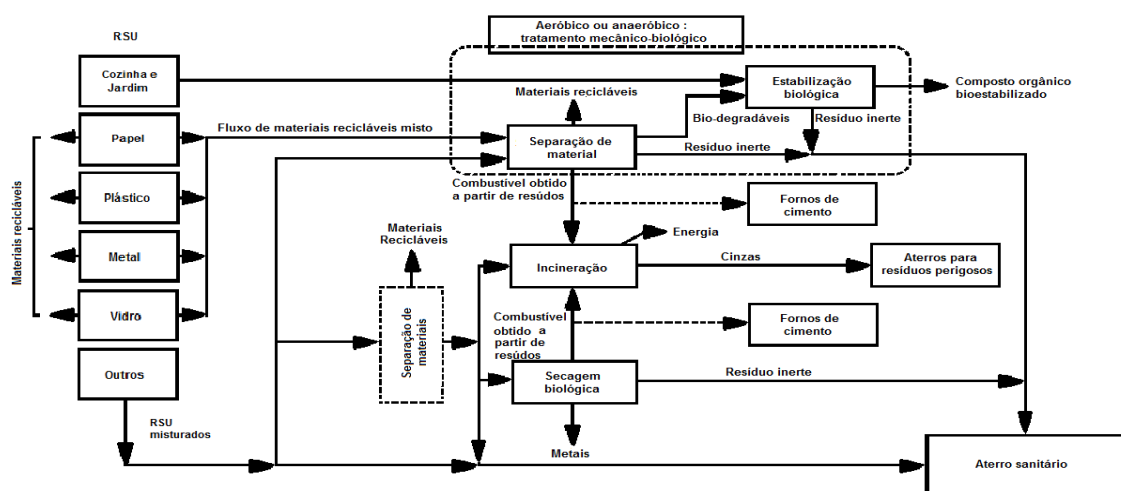 RSU
Aeróbico ou anaeróbico :
tratamento mecânico-biológico
Cozinha e
Jardim
Estabilização
biológica
Composto orgânico
bioestabilizado
Materiais recicláveis
Bio-degradáveis
Resíduo inerte
Papel
Fluxo de materiais recicláveis misto
Separação de
material
Resíduo inerte
Plástico
Combustível obtido
a partir de resúdos
Fornos de
cimento
Materiais recicláveis
Materiais
Recicláveis
Energia
Metal
Incineração
Cinzas
Aterros para
resíduos perigosos
Vidro
Separação de
materiais
Combustível
obtido a
partir de
resúdos
Fornos de
cimento
Outros
Secagem
biológica
Resíduo inerte
RSU
misturados
Metais
Aterro sanitário